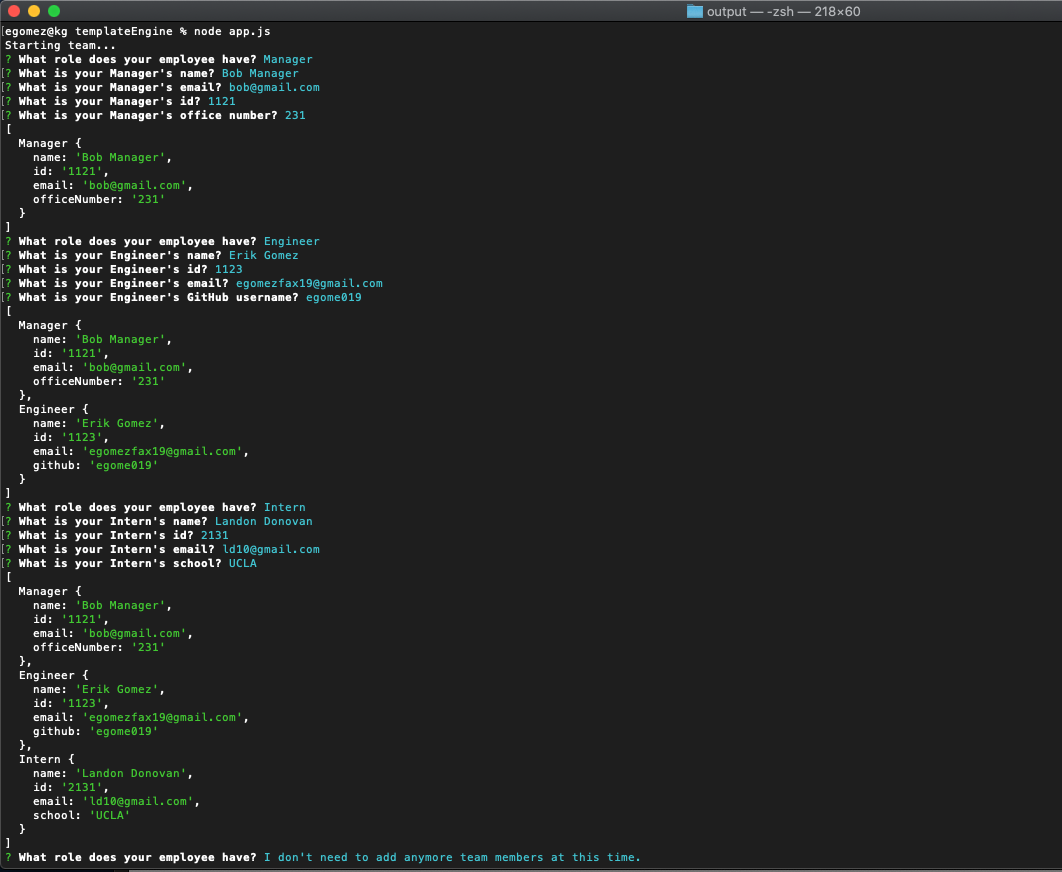 output — -zsh — 218×60
[egomez@kg templateEngine % node app.js
Starting team...
? What role does your employee have? Manager
[? What is your Manager's name? Bob Manager
[? What is your Manager's email? bob@gmail.com
[? What is your Manager's id? 1121
[? What is your Manager's office number? 231
[
  Manager {
    name: 'Bob Manager',
    id: '1121',
    email: 'bob@gmail.com',
    officeNumber: '231'
  }
]
? What role does your employee have? Engineer
[? What is your Engineer's name? Erik Gomez
[? What is your Engineer's id? 1123
[? What is your Engineer's email? egomezfax19@gmail.com
[? What is your Engineer's GitHub username? egome019
[
  Manager {
    name: 'Bob Manager',
    id: '1121',
    email: 'bob@gmail.com',
    officeNumber: '231'
  },
  Engineer {
    name: 'Erik Gomez',
    id: '1123',
    email: 'egomezfax19@gmail.com',
    github: 'egome019'
  }
]
? What role does your employee have? Intern
[? What is your Intern's name? Landon Donovan
[? What is your Intern's id? 2131
[? What is your Intern's email? ld10@gmail.com
[? What is your Intern's school? UCLA
[
  Manager {
    name: 'Bob Manager',
    id: '1121',
    email: 'bob@gmail.com',
    officeNumber: '231'
  },
  Engineer {
    name: 'Erik Gomez',
    id: '1123',
    email: 'egomezfax19@gmail.com',
    github: 'egome019'
  },
  Intern {
    name: 'Landon Donovan',
    id: '2131',
    email: 'ld10@gmail.com',
    school: 'UCLA'
  }
]
? What role does your employee have? I don't need to add anymore team members at this time.